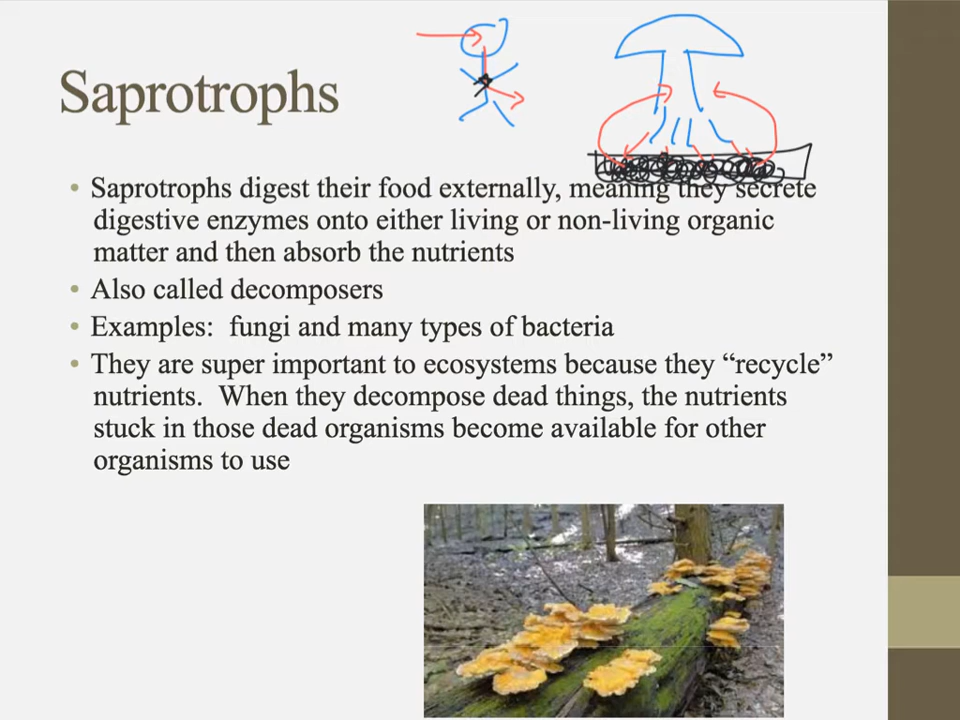 Saprotrophs
• Saprotrophs digest their food externally, meaning they secrete
digestive enzymes onto either living or non-living organic
matter and then absorb the nutrients
• Also called decomposers
• Examples:  fungi and many types of bacteria
• They are super important to ecosystems because they “recycle”
nutrients.  When they decompose dead things, the nutrients
stuck in those dead organisms become available for other
organisms to use